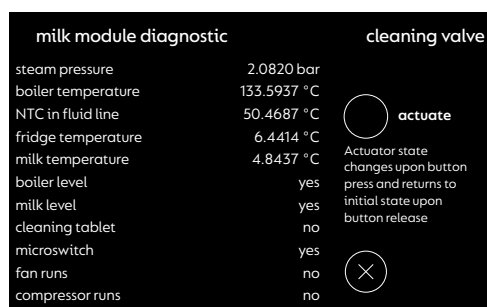 milk module diagnostic
cleaning valve
steam pressure 2.0820 bar
boiler temperature 133.5937 °C
NTC in fluid line 50.4687 °C
fridge temperature 6.4414 °C
milk temperature 4.8437 °C
boiler level yes
milk level yes
cleaning tablet no
microswitch yes
fan runs no
compressor runs no
actuate
Actuator state
changes upon button
press and returns to
initial state upon
button release